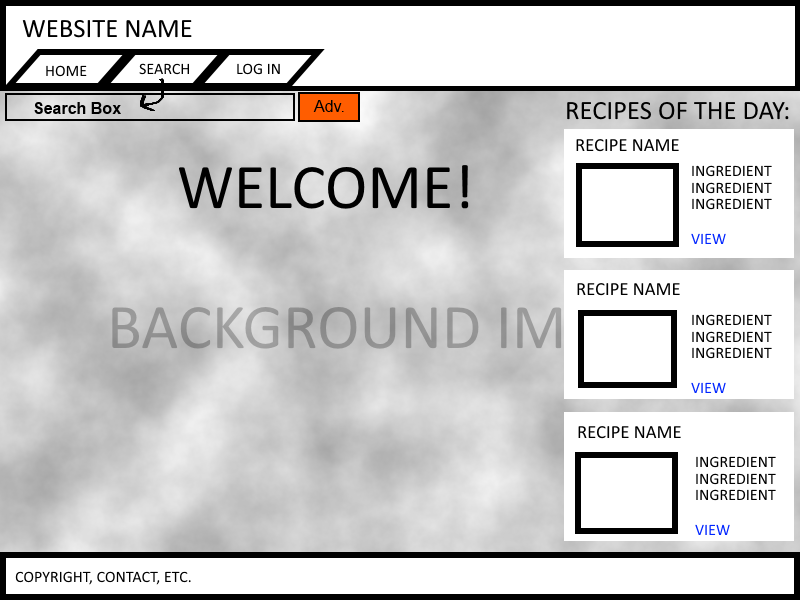 WEBSITE NAME
HOME
SEARCH
LOG IN
Search Box
Adv.
WELCOME!
BACKGROUND IM
RECIPES OF THE DAY:
RECIPE NAME
INGREDIENT
INGREDIENT
INGREDIENT
VIEW
RECIPE NAME
INGREDIENT
INGREDIENT
INGREDIENT
VIEW
RECIPE NAME
INGREDIENT
INGREDIENT
INGREDIENT
VIEW
COPYRIGHT, CONTACT, ETC.